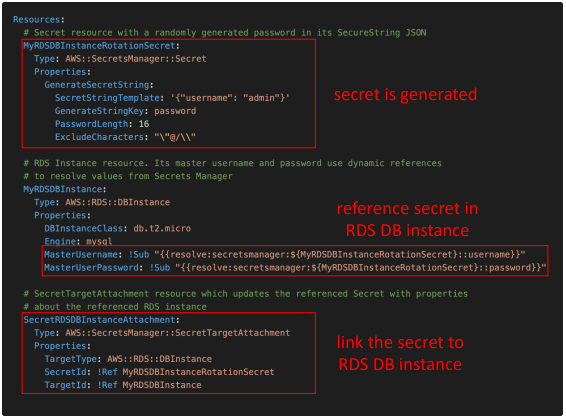 Resources:
# Secret resource with a randomly generated password in its SecureString JSON
MyRDSDBInstanceRotationSecret:
Type: AWS::SecretsManager::Secret
Properties:
GenerateSecretString:
SecretStringTemplate: '{"username": "admin"}'
GenerateStringKey: password
PasswordLength: 16
ExcludeCharacters: "\"@/\\"
secret is generated
# RDS Instance resource. Its master username and password use dynamic references
# to resolve values from Secrets Manager
MyRDSDBInstance:
Type: AWS::RDS::DBInstance
Properties:
DBInstanceClass: db.t2.micro
Engine: mysql
MasterUsername: !Sub "{{resolve:secretsmanager:${MyRDSDBInstanceRotationSecret}::username}}"
MasterUserPassword: !Sub "{{resolve:secretsmanager:${MyRDSDBInstanceRotationSecret}::password}}"
reference secret in
RDS DB instance
# SecretTargetAttachment resource which updates the referenced Secret with properties
# about the referenced RDS instance
SecretRDSDBInstanceAttachment:
Type: AWS::SecretsManager::SecretTargetAttachment
Properties:
TargetType: AWS::RDS::DBInstance
SecretId: !Ref MyRDSDBInstanceRotationSecret
TargetId: !Ref MyRDSDBInstance
link the secret to
RDS DB instance